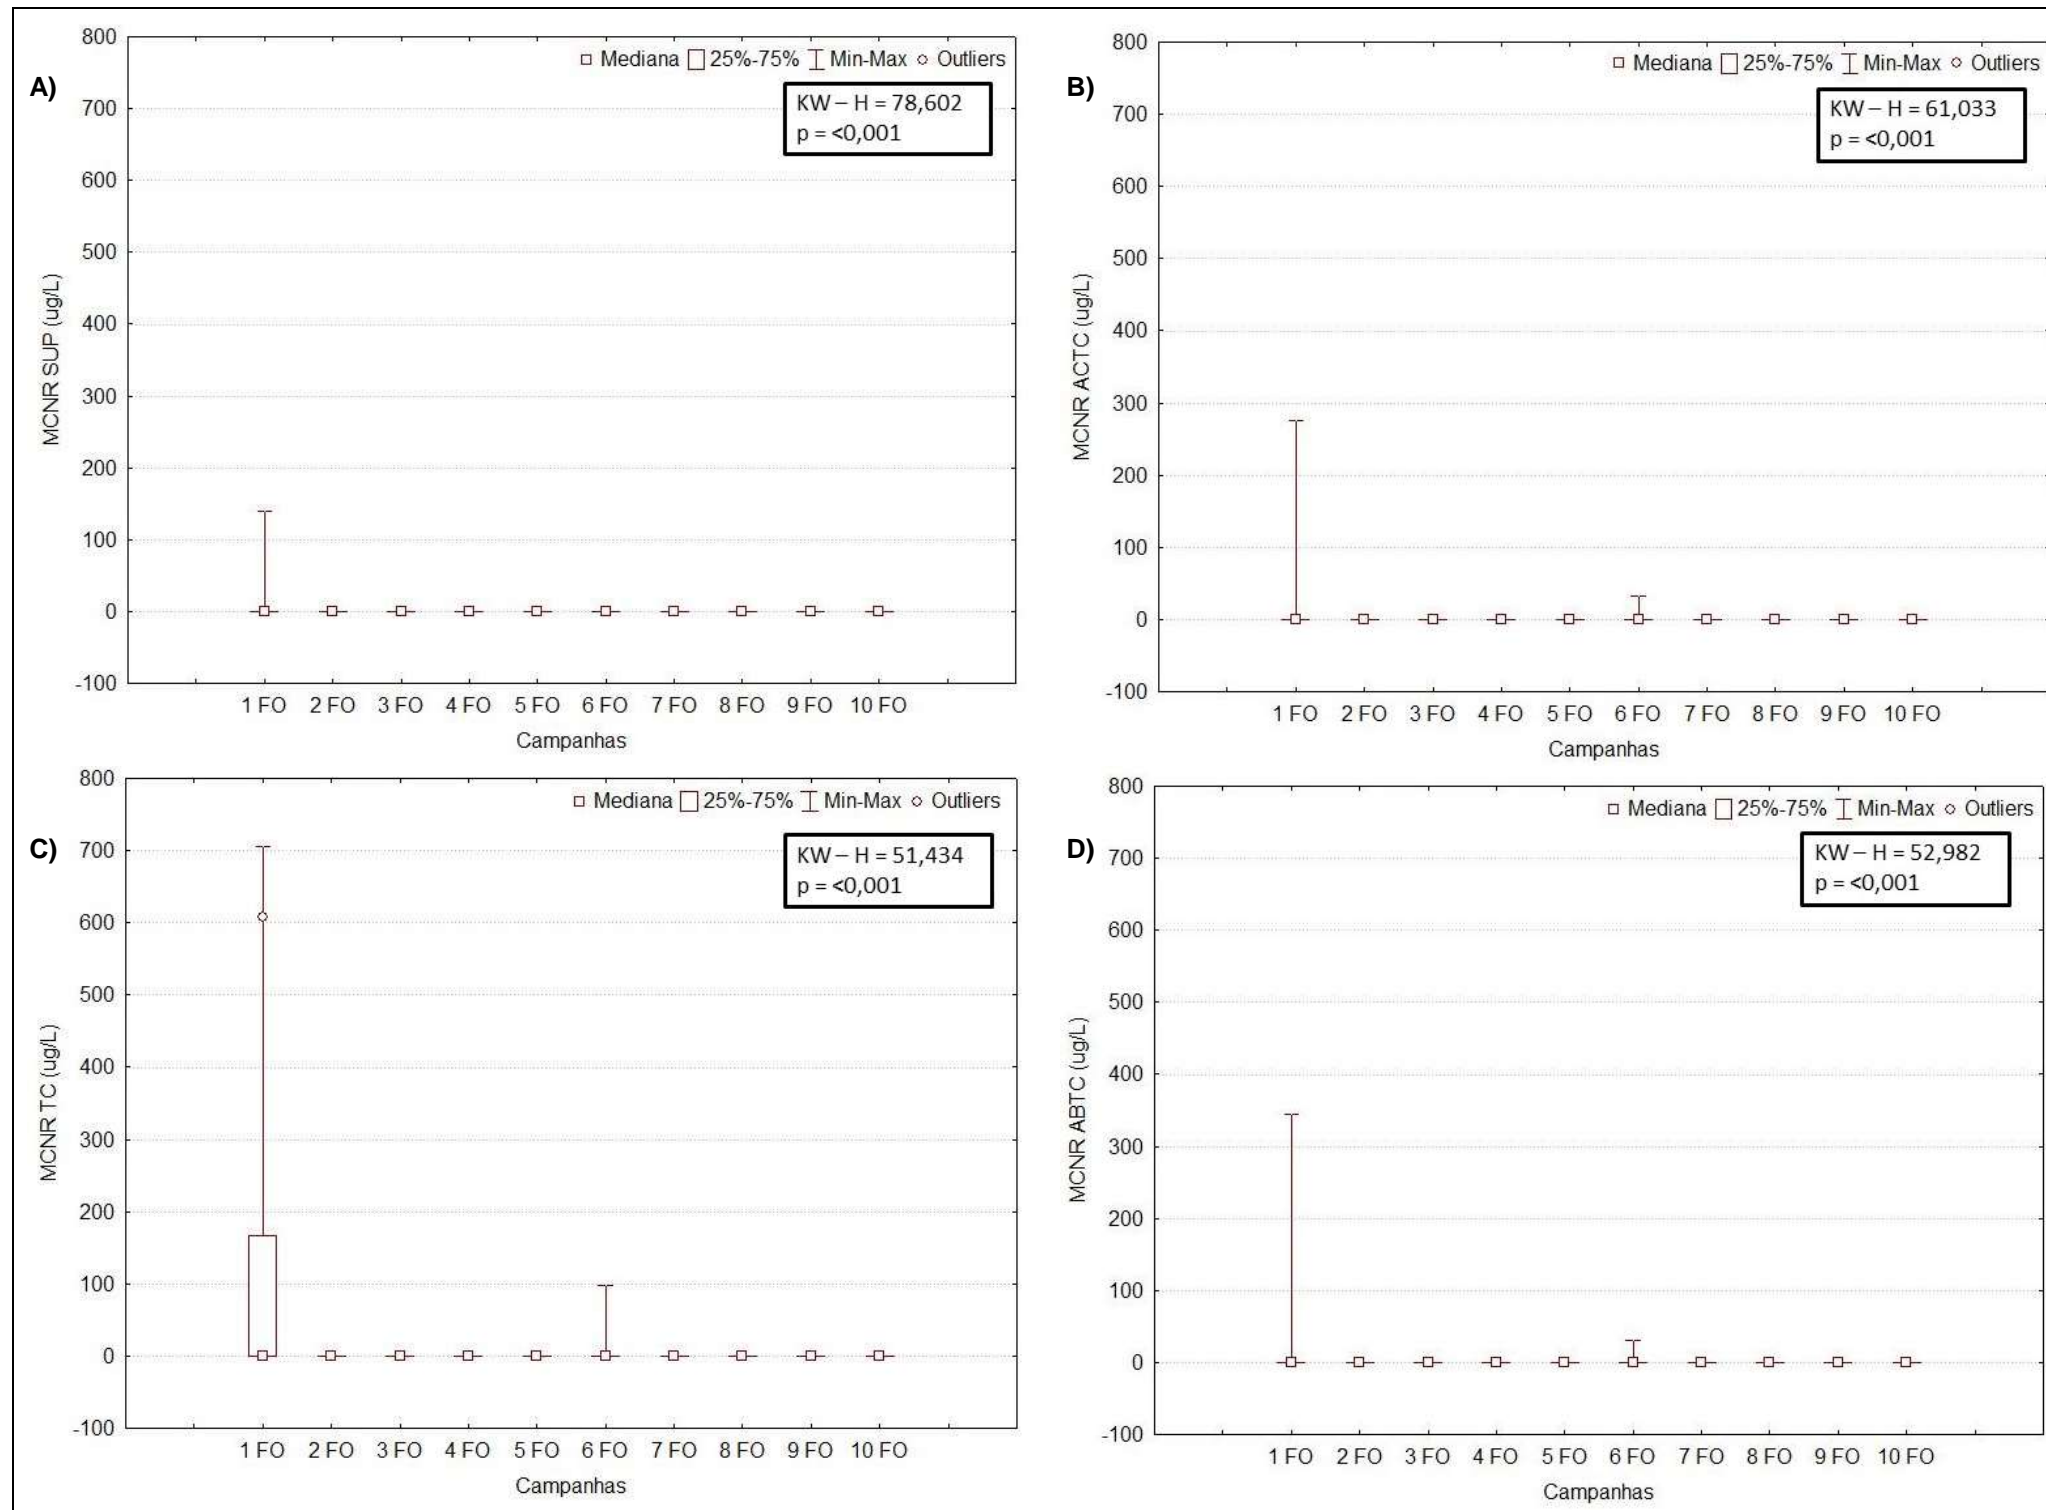 A)
MCNR SUP (ug/L)
800
700
600
500
400
300
200
100
0
-100
Mediana 25%-75% Min-Max Outliers
KW – H = 78,602
p = <0,001
1 FO 2 FO 3 FO 4 FO 5 FO 6 FO 7 FO 8 FO 9 FO 10 FO
Campanhas
B)
MCNR ACTC (ug/L)
800
700
600
500
400
300
200
100
0
-100
Mediana 25%-75% Min-Max Outliers
KW – H = 61,033
p = <0,001
1 FO 2 FO 3 FO 4 FO 5 FO 6 FO 7 FO 8 FO 9 FO 10 FO
Campanhas
C)
MCNR TC (ug/L)
800
700
600
500
400
300
200
100
0
-100
Mediana 25%-75% Min-Max Outliers
KW – H = 51,434
p = <0,001
1 FO 2 FO 3 FO 4 FO 5 FO 6 FO 7 FO 8 FO 9 FO 10 FO
Campanhas
D)
MCNR ABTC (ug/L)
800
700
600
500
400
300
200
100
0
-100
Mediana 25%-75% Min-Max Outliers
KW – H = 52,982
p = <0,001
1 FO 2 FO 3 FO 4 FO 5 FO 6 FO 7 FO 8 FO 9 FO 10 FO
Campanhas